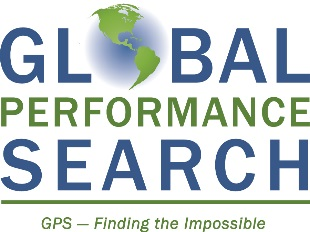 GLOBAL
PERFORMANCE
SEARCH
GPS — Finding the Impossible